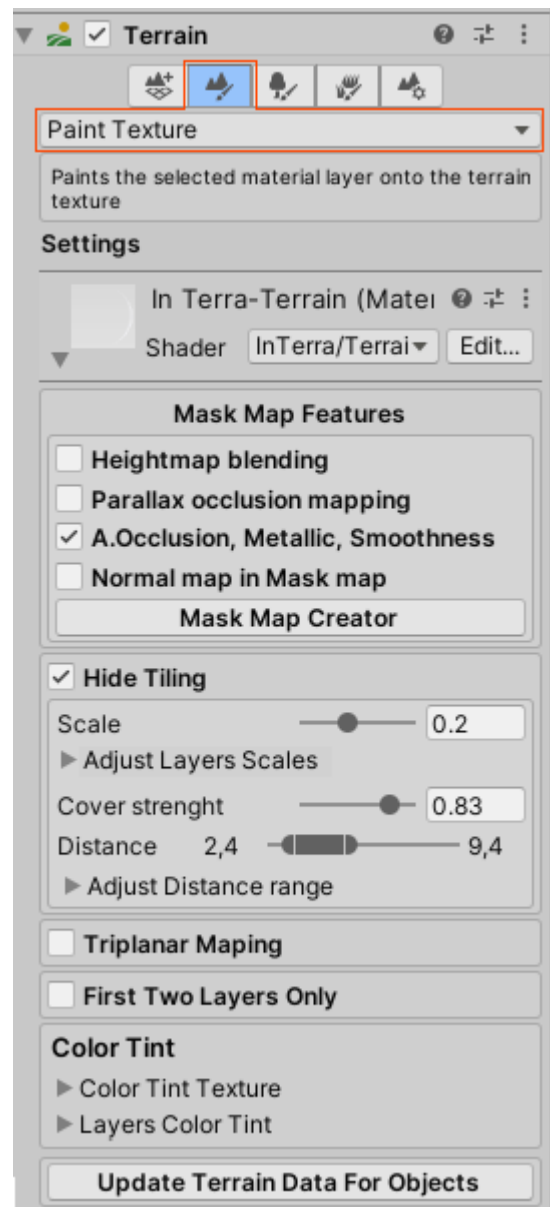 Terrain
Paint Texture
Paints the selected material layer onto the terrain
texture
Settings
In Terra-Terrain (Mater
Shader InTerra/Terrai Edit...
Mask Map Features
Heightmap blending
Parallax occlusion mapping
A.Occlusion, Metallic, Smoothness
Normal map in Mask map
Mask Map Creator
Hide Tiling
Scale 0.2
Adjust Layers Scales
Cover strenght 0.83
Distance 2,4 9,4
Adjust Distance range
Triplanar Maping
First Two Layers Only
Color Tint
Color Tint Texture
Layers Color Tint
Update Terrain Data For Objects